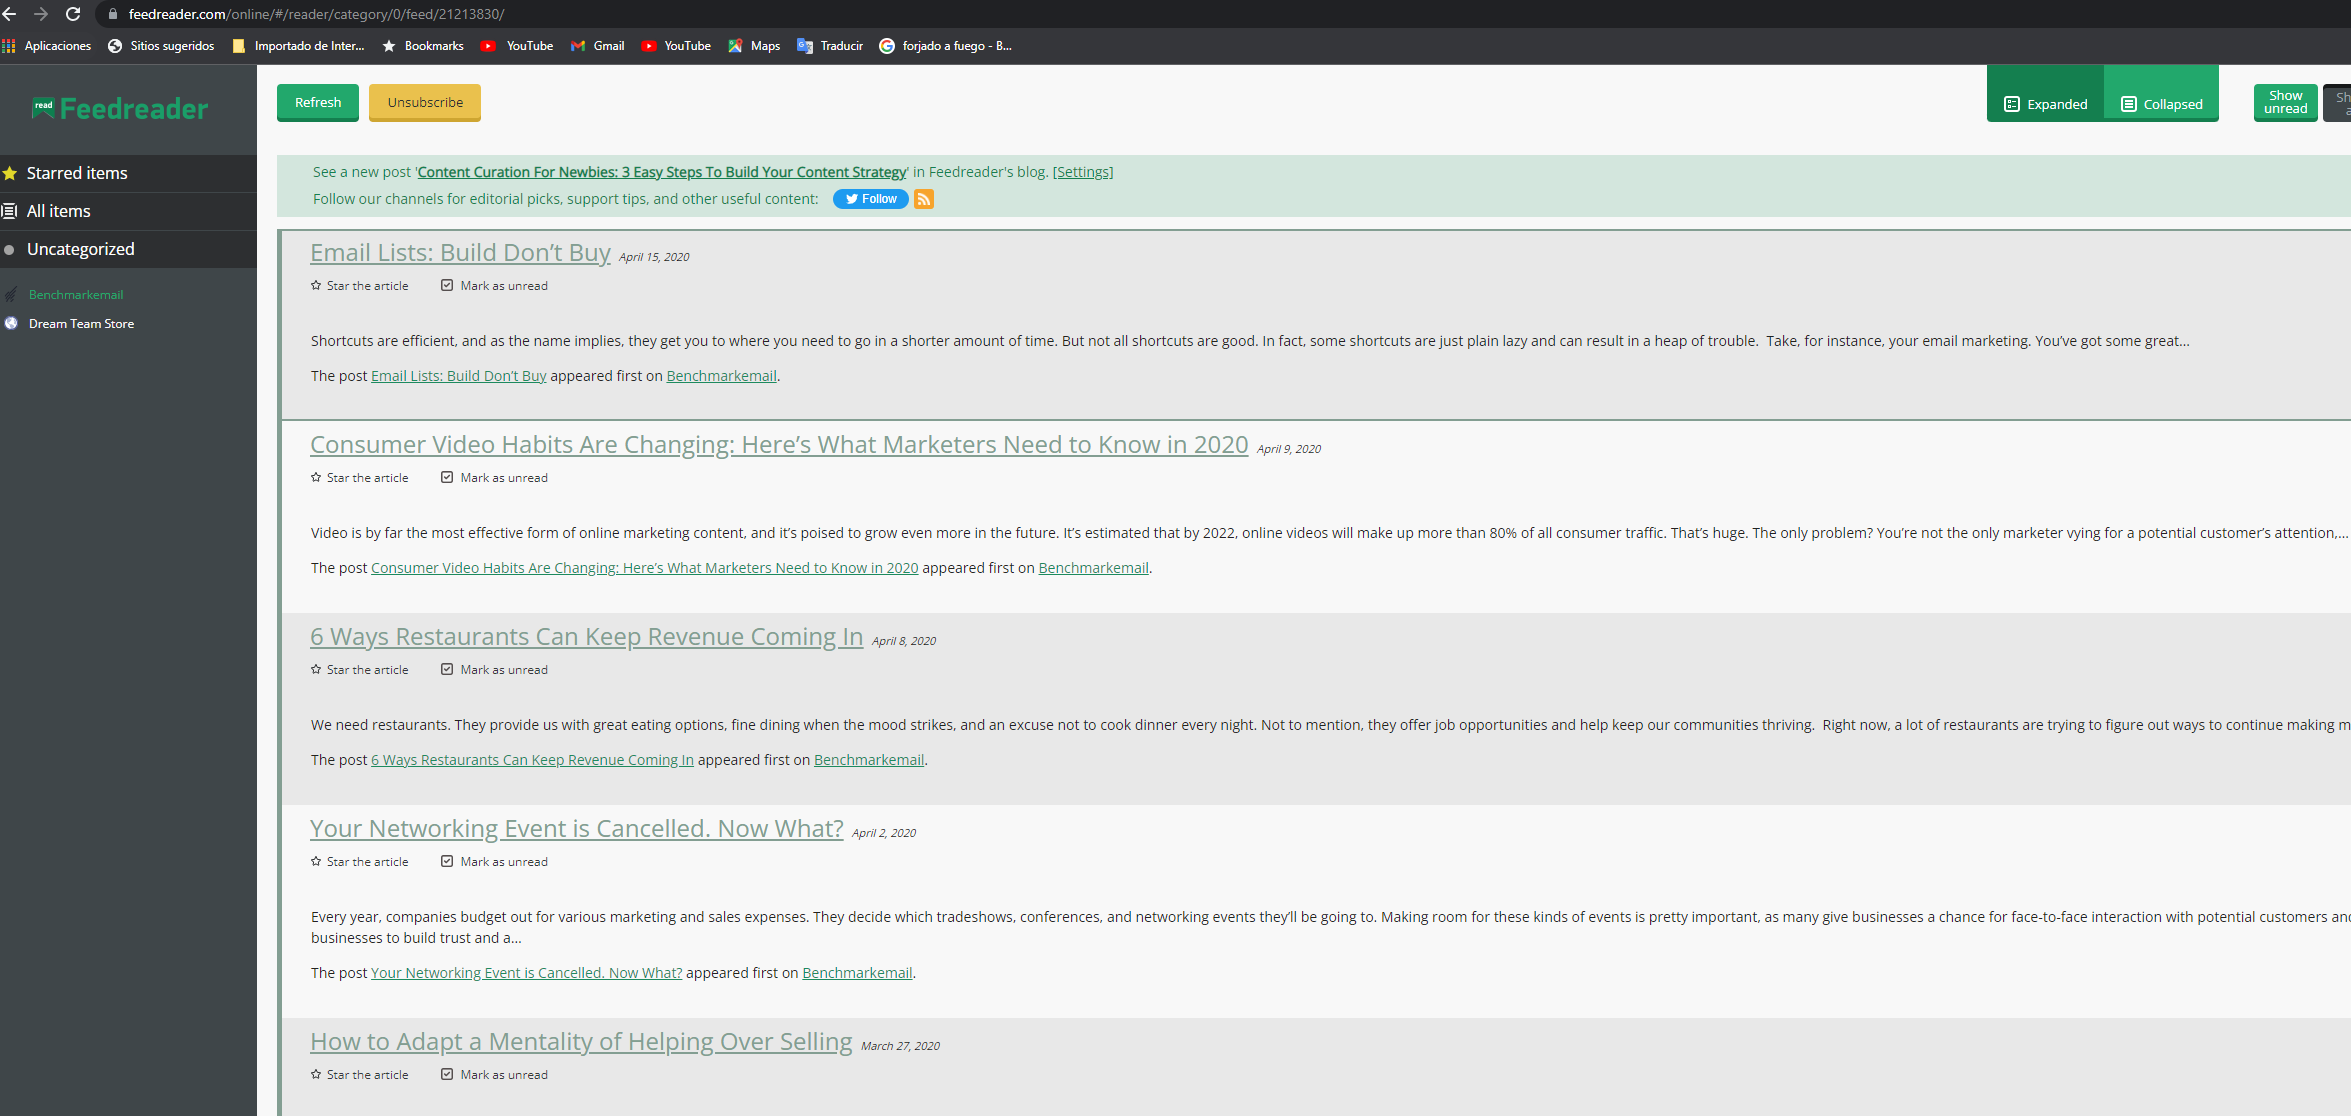 feedreader.com/online/#/reader/category/0/feed/21213830/
Aplicaciones Sitios sugeridos Importado de Inter... Bookmarks YouTube Gmail YouTube Maps Traducir forjado a fuego - B...
read Feedreader
Starred items
All items
Uncategorized
Benchmarkemail
Dream Team Store
Refresh Unsubscribe
Expanded Collapsed
Show
unread
Sh
See a new post 'Content Curation For Newbies: 3 Easy Steps To Build Your Content Strategy' in Feedreader's blog. [Settings]
Follow our channels for editorial picks, support tips, and other useful content: Follow
Email Lists: Build Don’t Buy April 15, 2020
Star the article Mark as unread
Shortcuts are efficient, and as the name implies, they get you to where you need to go in a shorter amount of time. But not all shortcuts are good. In fact, some shortcuts are just plain lazy and can result in a heap of trouble.  Take, for instance, your email marketing. You’ve got some great...
The post Email Lists: Build Don’t Buy appeared first on Benchmarkemail.
Consumer Video Habits Are Changing: Here’s What Marketers Need to Know in 2020 April 9, 2020
Star the article Mark as unread
Video is by far the most effective form of online marketing content, and it’s poised to grow even more in the future. It’s estimated that by 2022, online videos will make up more than 80% of all consumer traffic. That’s huge. The only problem? You’re not the only marketer vying for a potential customer’s attention,...
The post Consumer Video Habits Are Changing: Here’s What Marketers Need to Know in 2020 appeared first on Benchmarkemail.
6 Ways Restaurants Can Keep Revenue Coming In April 8, 2020
Star the article Mark as unread
We need restaurants. They provide us with great eating options, fine dining when the mood strikes, and an excuse not to cook dinner every night. Not to mention, they offer job opportunities and help keep our communities thriving.  Right now, a lot of restaurants are trying to figure out ways to continue making m
The post 6 Ways Restaurants Can Keep Revenue Coming In appeared first on Benchmarkemail.
Your Networking Event is Cancelled. Now What? April 2, 2020
Star the article Mark as unread
Every year, companies budget out for various marketing and sales expenses. They decide which tradeshows, conferences, and networking events they’ll be going to. Making room for these kinds of events is pretty important, as many give businesses a chance for face-to-face interaction with potential customers and
businesses to build trust and a...
The post Your Networking Event is Cancelled. Now What? appeared first on Benchmarkemail.
How to Adapt a Mentality of Helping Over Selling March 27, 2020
Star the article Mark as unread